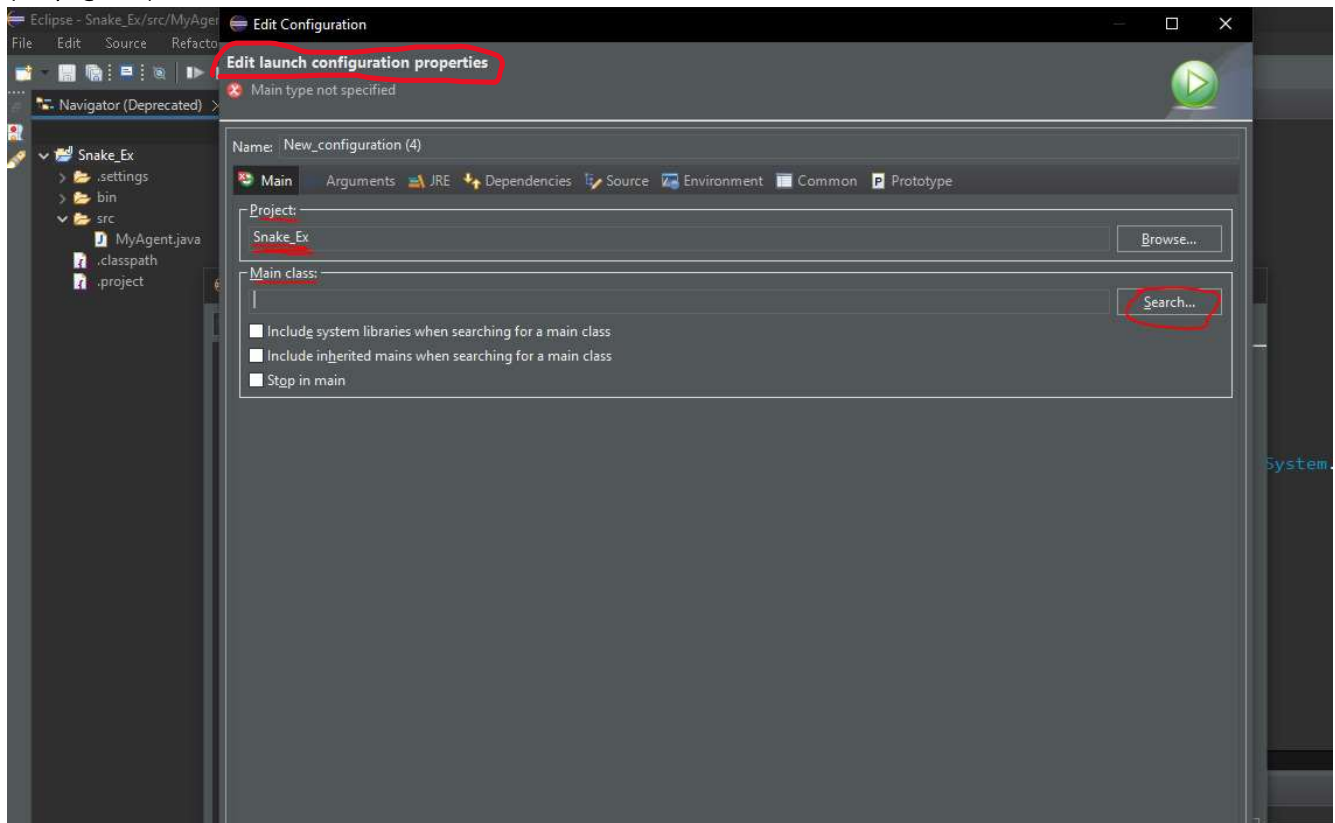 Eclipse - Snake_Ex/src/MyAger
Edit Configuration
File Edit Source Refacto
Edit launch configuration properties
Main type not specified
Navigator (Deprecated)
Name: New_configuration (4)
Snake_Ex
.settings
bin
src
MyAgent.java
.classpath
.project
Main Arguments JRE Dependencies Source Environment Common Prototype
Project:
Snake_Ex
Browse...
Main class:
Search...
Include system libraries when searching for a main class
Include inherited mains when searching for a main class
Stop in main
System.